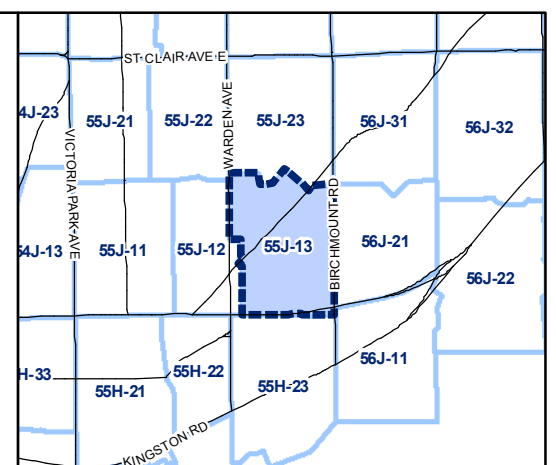 ST CLAIR AVE E
4J-23
55J-21
55J-22
WARDEN AVE
55J-23
56J-31
56J-32
VICTORIA PARK AVE
54J-13
55J-11
55J-12
55J-13
BIRCHMOUNT RD
56J-21
56J-22
H-33
55H-21
55H-22
55H-23
56J-11
KINGSTON RD